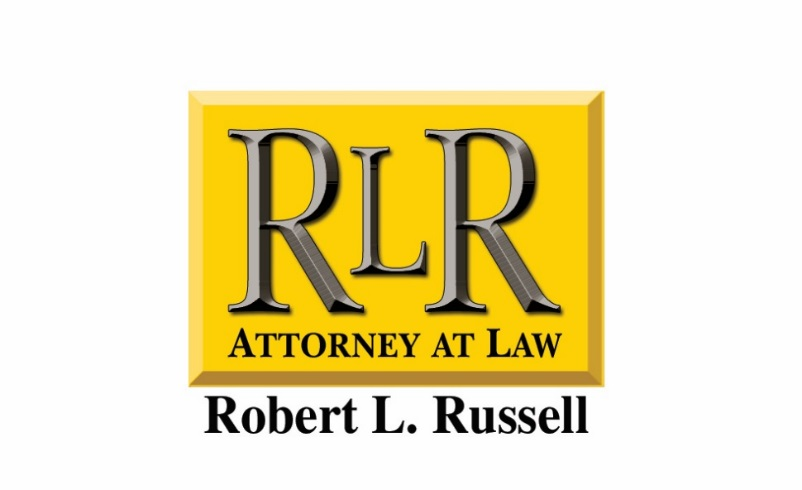 RLR
ATTORNEY AT LAW
Robert L. Russell